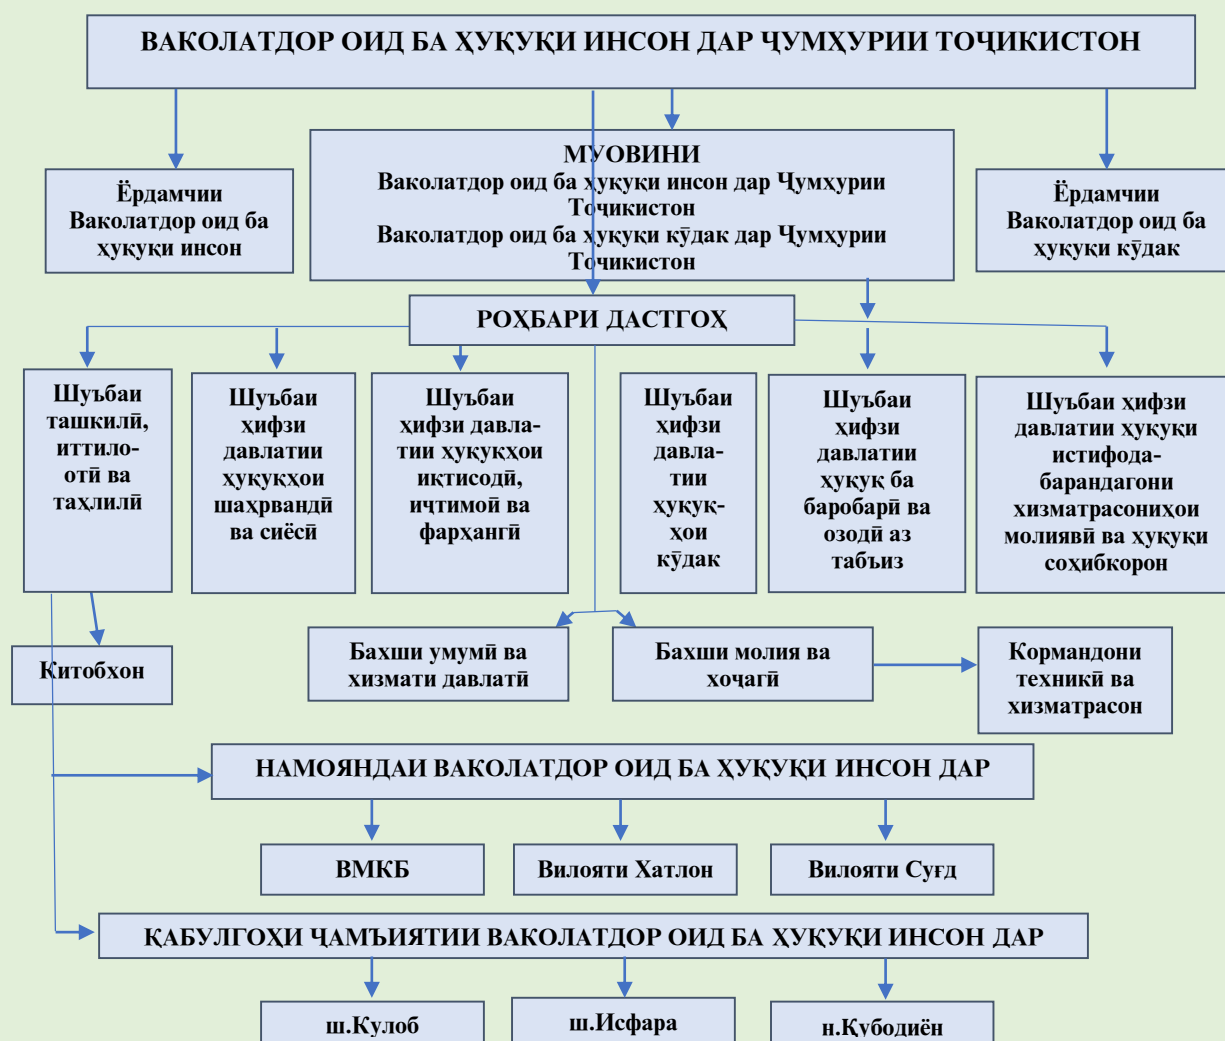 ВАКОЛАТДОР ОИД БА ҲУҚУҚИ ИНСОН ДАР ҶУМҲУРИИ ТОҶИКИСТОН
Ёрдамчии
Ваколатдор оид ба
ҳуқуқи инсон
МУОВИНИ
Ваколатдор оид ба ҳуқуқи инсон дар Ҷумҳурии
Тоҷикистон
Ваколатдор оид ба ҳуқуқи кӯдак дар Ҷумҳурии
Тоҷикистон
Ёрдамчии
Ваколатдор оид ба
ҳуқуқи кӯдак
РОҲБАРИ ДАСТГОҲ
Шуъбаи
ташкилӣ,
иттило-
отӣ ва
таҳлилӣ
Шуъбаи
ҳифзи
давлатии
ҳуқуқҳои
шаҳрвандӣ
ва сиёсӣ
Шуъбаи
ҳифзи давла-
тии ҳуқуқҳои
иқтисодӣ,
иҷтимоӣ ва
фарҳангӣ
Шуъбаи
ҳифзи
давла-
тии
ҳуқуқ-
ҳои
кӯдак
Шуъбаи
ҳифзи
давлатии
ҳуқуқ ба
баробарӣ ва
озодӣ аз
табъиз
Шуъбаи ҳифзи
давлатии ҳуқуқи
истифода-
барандагони
хизматрасониҳои
молиявӣ ва ҳуқуқи
соҳибкорон
Китобхон
Бахши умумӣ ва
хизмати давлатӣ
Бахши молия ва
хоҷагӣ
Кормандони
техникӣ ва
хизматрасон
НАМОЯНДАИ ВАКОЛАТДОР ОИД БА ҲУҚУҚИ ИНСОН ДАР
ВМКБ
Вилояти Хатлон
Вилояти Суғд
ҚАБУЛГОҲИ ҶАМЪИЯТИИ ВАКОЛАТДОР ОИД БА ҲУҚУҚИ ИНСОН ДАР
ш.Кулоб
ш.Исфара
н.Қубодиён